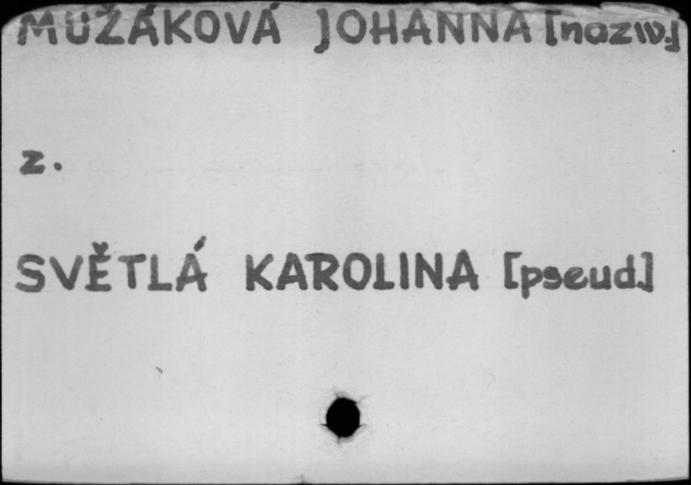 MUŽÁKOVÁ JOHANNA [nazw.]
z.
SVĚTLÁ KAROLINA [pseud.]